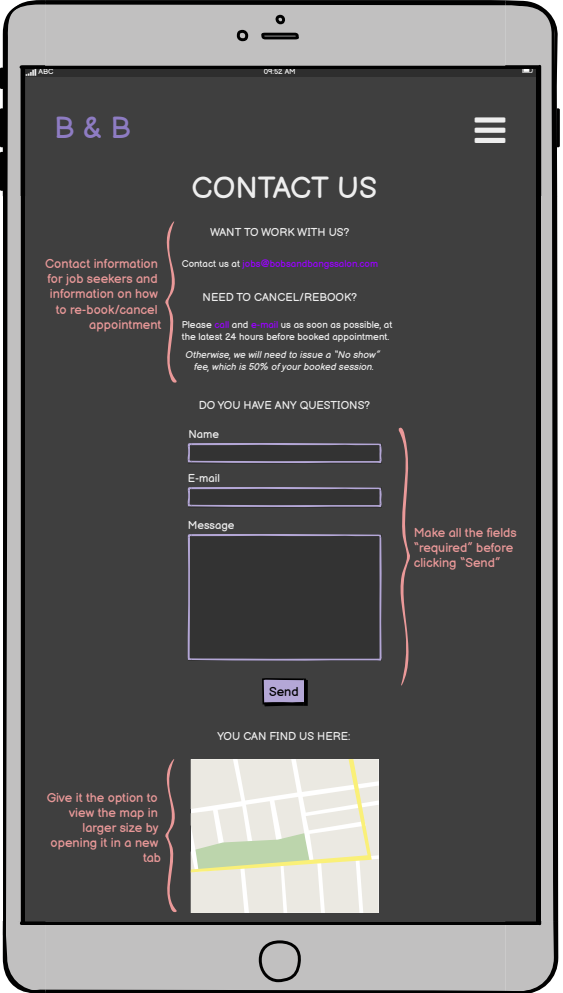 ABC
09:52 AM
B & B
CONTACT US
WANT TO WORK WITH US?
Contact us at
Contact information
for job seekers and
information on how
to re-book/cancel
appointment
NEED TO CANCEL/REBOOK?
Please call and e-mail us as soon as possible, at
the latest 24 hours before booked appointment.
Otherwise, we will need to issue a "No show"
fee, which is 50% of your booked session.
DO YOU HAVE ANY QUESTIONS?
Name
E-mail
Message
Make all the fields
"required" before
clicking "Send"
Send
YOU CAN FIND US HERE:
Give it the option to
view the map in
larger size by
opening it in a new
tab